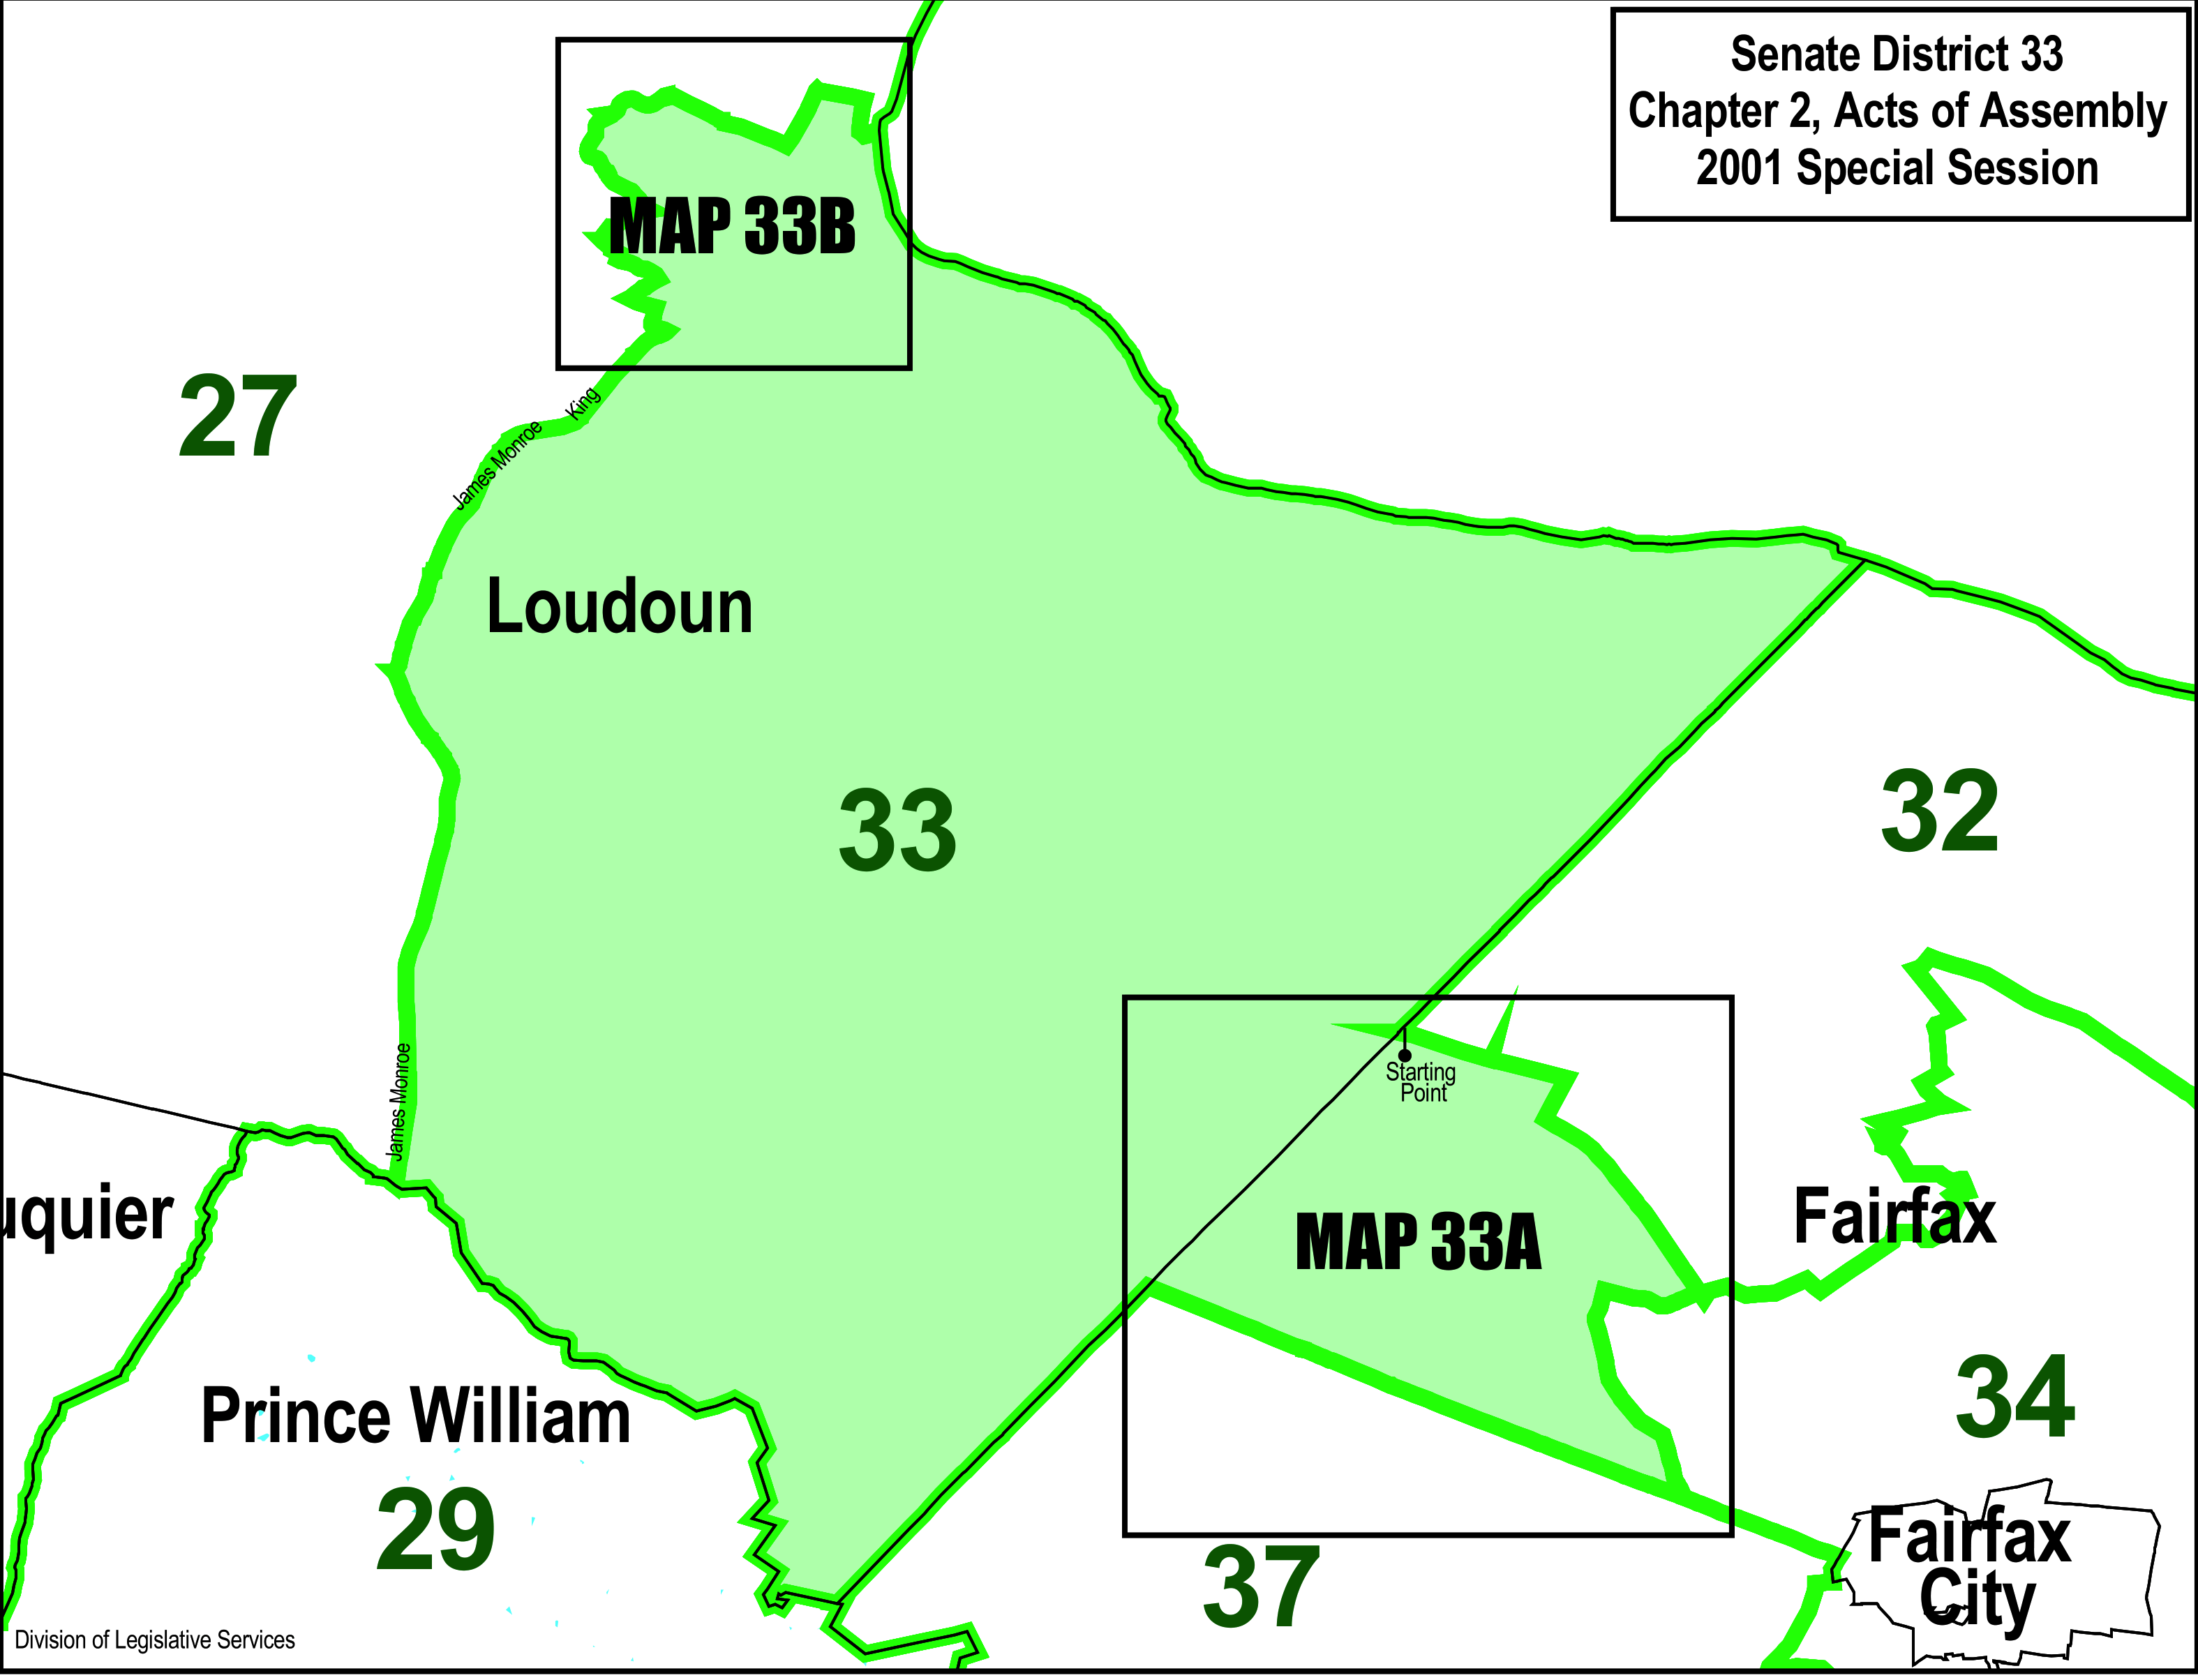 Senate District 33
Chapter 2, Acts of Assembly
2001 Special Session
MAP 33B
27
King
James Monroe
Loudoun
33
32
James Monroe
Starting
Point
uquier
Fairfax
MAP 33A
34
Prince William
29
37
Fairfax
City
Division of Legislative Services